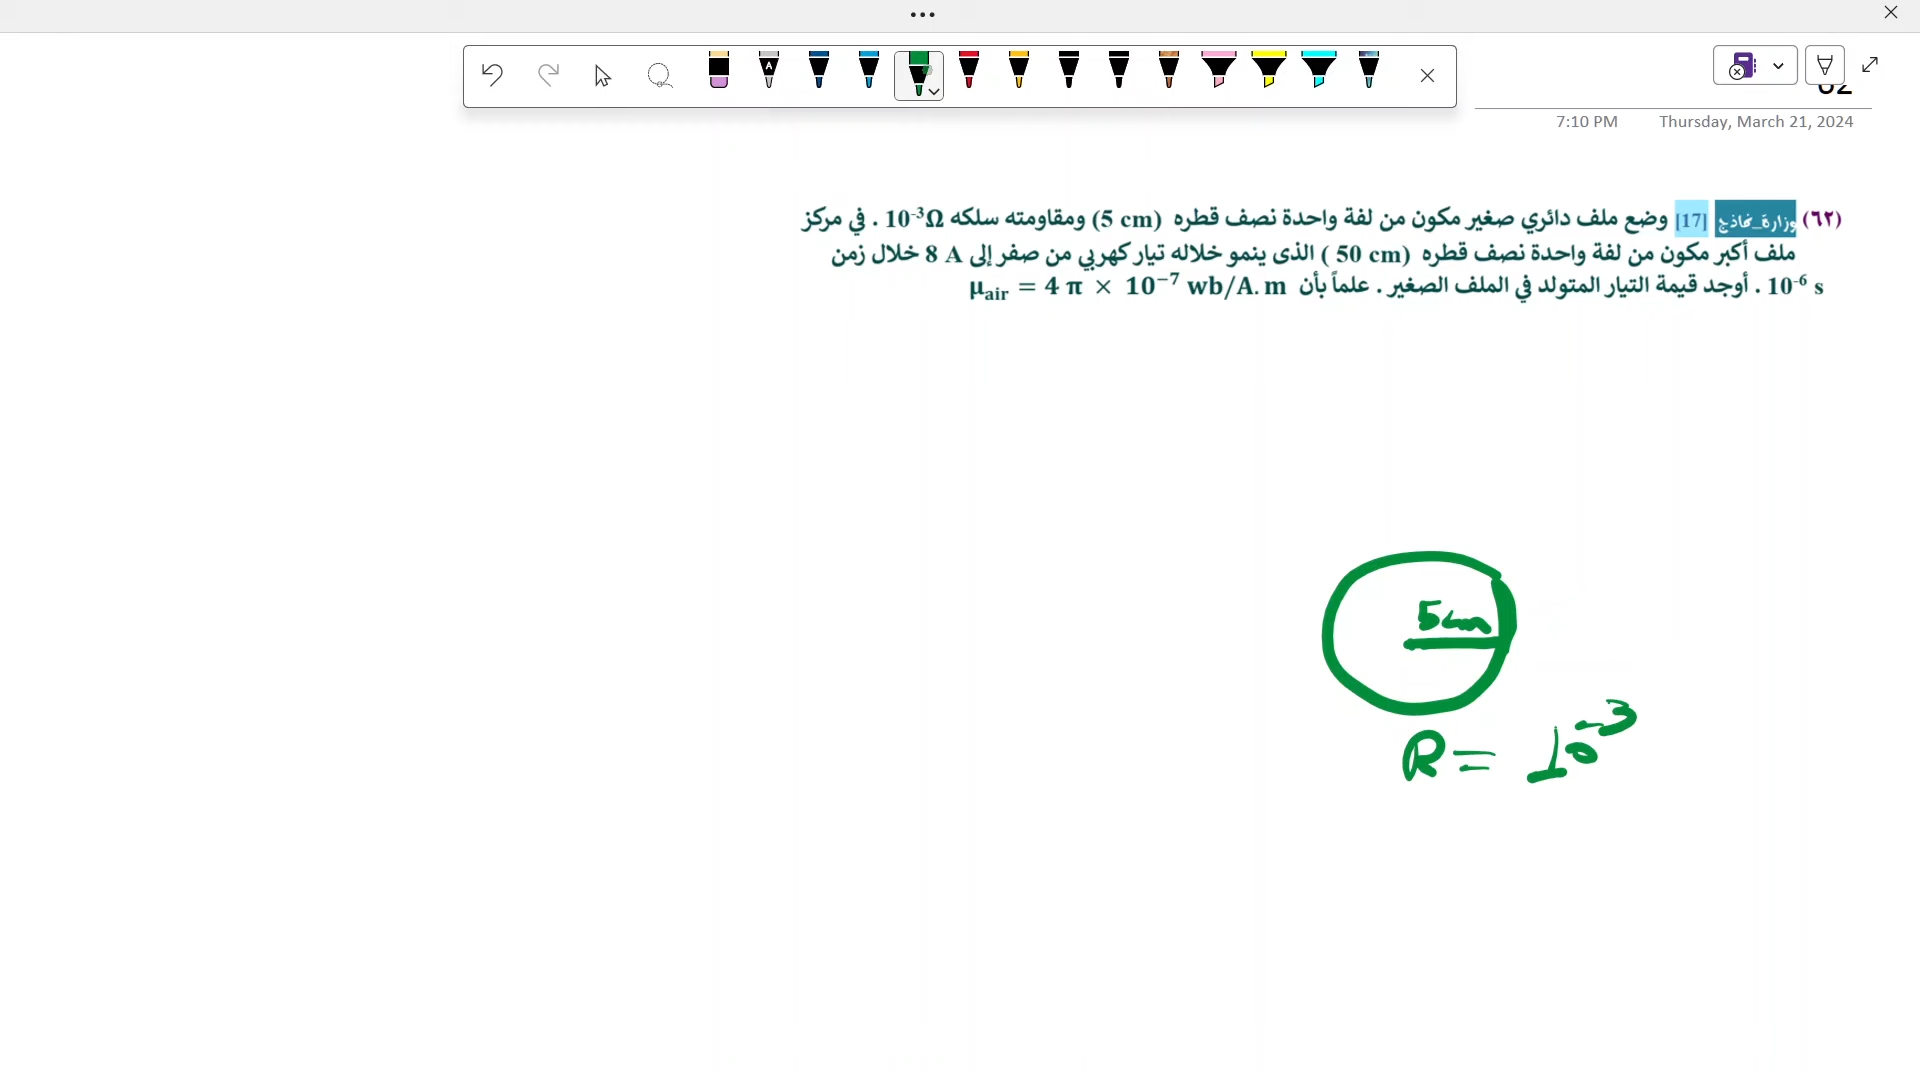 62
7:10 PM Thursday, March 21, 2024
(٦٢) وزارة_نماذج [17] وضع ملف دائري صغير مكون من لفة واحدة نصف قطره (5 cm) ومقاومته سلكه 10⁻³Ω . في مركز
ملف أكبر مكون من لفة واحدة نصف قطره (50 cm ) الذى ينمو خلاله تيار كهربي من صفر إلى 8 A خلال زمن
10⁻⁶ s . أوجد قيمة التيار المتولد في الملف الصغير . علماً بأن μair = 4 π × 10⁻⁷ wb/A.m
5cm
R= 10⁻³